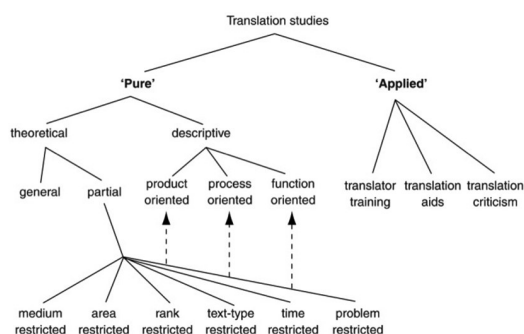 Translation studies
‘Pure’
‘Applied’
theoretical
descriptive
general
partial
product
oriented
process
oriented
function
oriented
translator
training
translation
aids
translation
criticism
medium
restricted
area
restricted
rank
restricted
text-type
restricted
time
restricted
problem
restricted